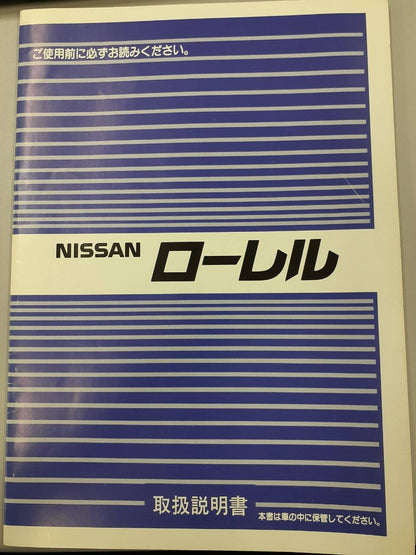 ご使用前に必ずお読みください。
NISSAN ローレル
取扱説明書
本書は車の中に保管してください。